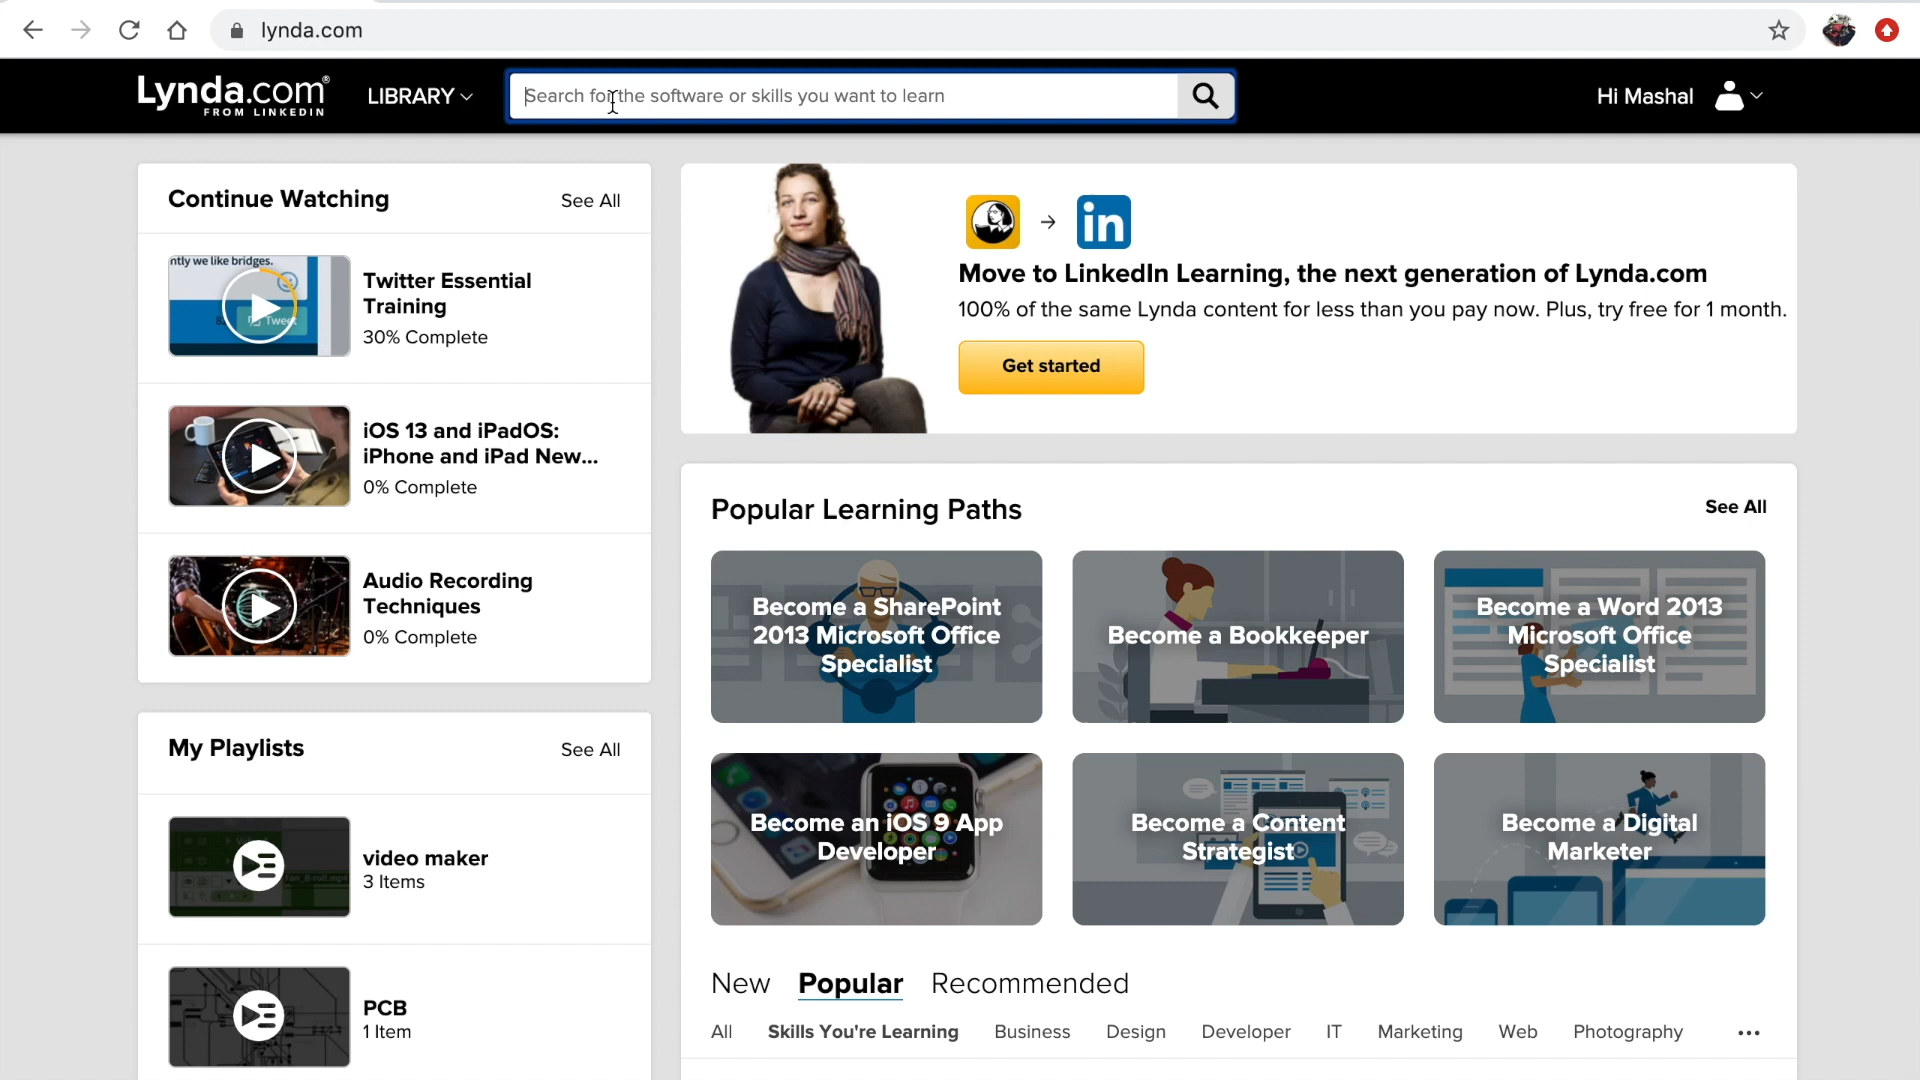 lynda.com
Lynda.com®
FROM LINKEDIN
LIBRARY
Search for the software or skills you want to learn
Hi Mashal
Continue Watching
See All
ntly we like bridges.
Tweet
Twitter Essential
Training
30% Complete
iOS 13 and iPadOS:
iPhone and iPad New...
0% Complete
Audio Recording
Techniques
0% Complete
My Playlists
See All
video maker
3 Items
PCB
1 Item
in
Move to LinkedIn Learning, the next generation of Lynda.com
100% of the same Lynda content for less than you pay now. Plus, try free for 1 month.
Get started
Popular Learning Paths
See All
Become a SharePoint
2013 Microsoft Office
Specialist
Become a Bookkeeper
Become a Word 2013
Microsoft Office
Specialist
Become an iOS 9 App
Developer
Become a Content
Strategist
Become a Digital
Marketer
New Popular Recommended
All Skills You're Learning Business Design Developer IT Marketing Web Photography ...